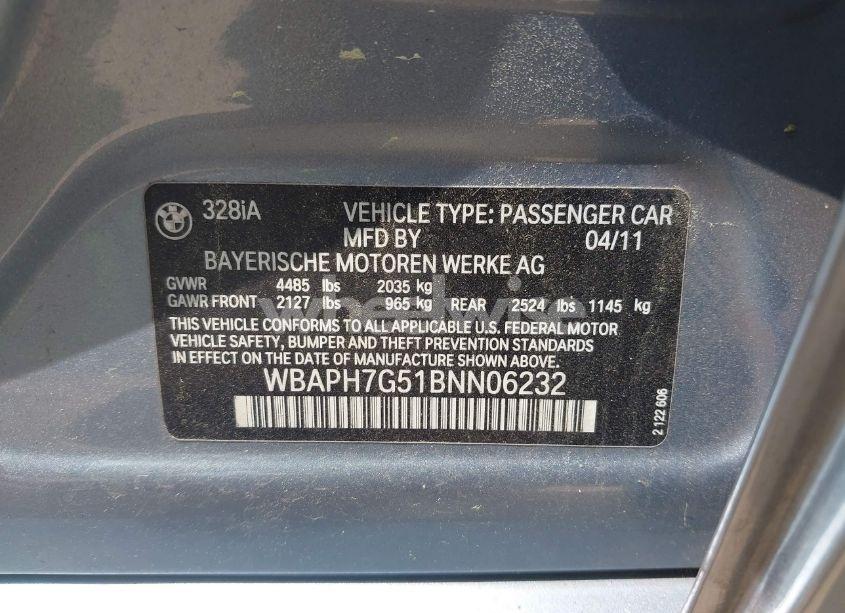 328iA VEHICLE TYPE: PASSENGER CAR
MFD BY 04/11
BAYERISCHE MOTOREN WERKE AG
GVWR 4485 lbs 2035 kg
GAWR FRONT 2127 lbs 965 kg REAR 2524 lbs 1145 kg
THIS VEHICLE CONFORMS TO ALL APPLICABLE U.S. FEDERAL MOTOR
VEHICLE SAFETY, BUMPER AND THEFT PREVENTION STANDARDS
IN EFFECT ON THE DATE OF MANUFACTURE SHOWN ABOVE.
WBAPH7G51BNN06232
2 122 606
wheelwire